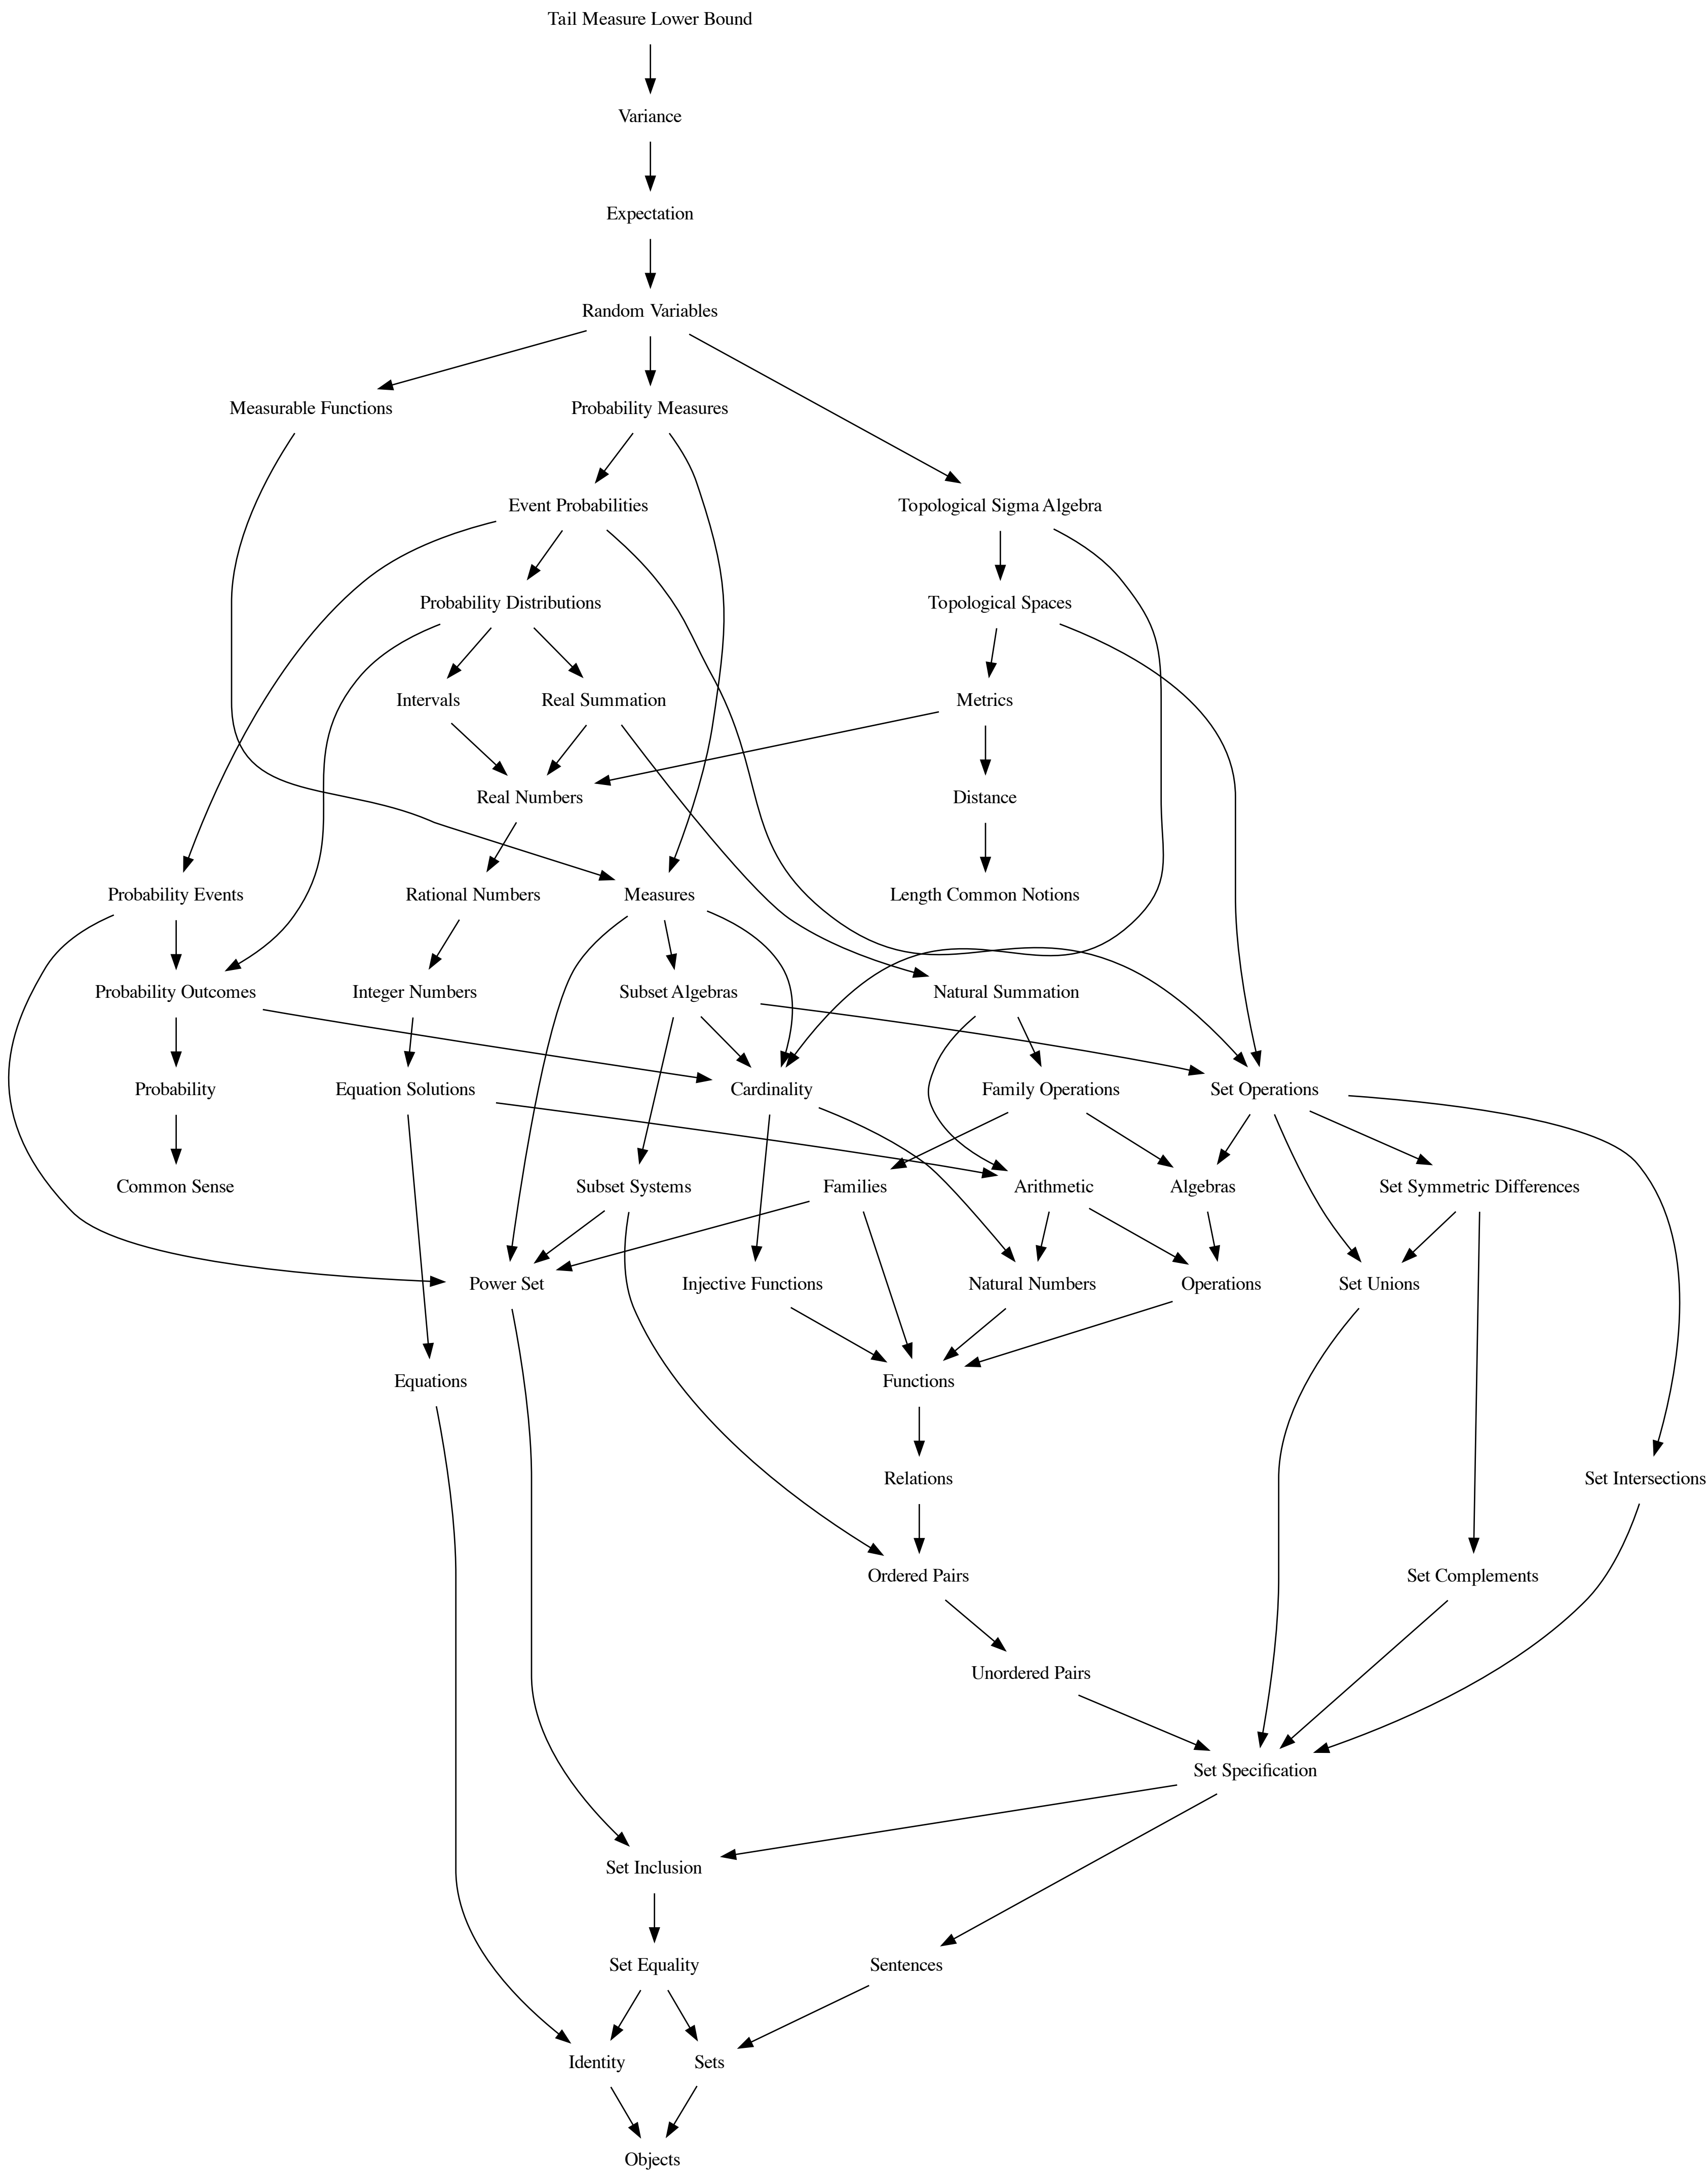 Tail Measure Lower Bound
Variance
Expectation
Random Variables
Measurable Functions
Probability Measures
Event Probabilities
Topological Sigma Algebra
Probability Distributions
Topological Spaces
Intervals
Real Summation
Metrics
Real Numbers
Distance
Probability Events
Rational Numbers
Measures
Length Common Notions
Probability Outcomes
Integer Numbers
Subset Algebras
Natural Summation
Probability
Equation Solutions
Cardinality
Family Operations
Set Operations
Common Sense
Subset Systems
Families
Arithmetic
Algebras
Set Symmetric Differences
Power Set
Injective Functions
Natural Numbers
Operations
Set Unions
Equations
Functions
Relations
Set Intersections
Ordered Pairs
Set Complements
Unordered Pairs
Set Specification
Set Inclusion
Set Equality
Sentences
Identity
Sets
Objects